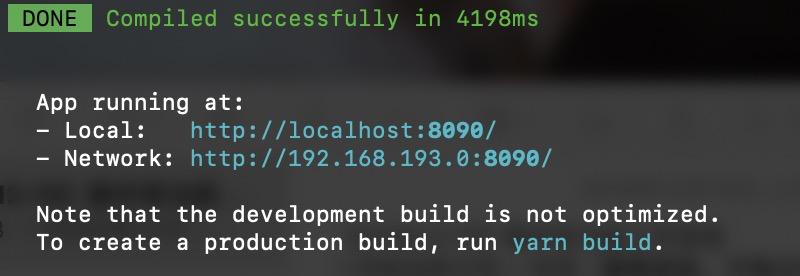 DONE Compiled successfully in 4198ms
App running at:
- Local: http://localhost:8090/
- Network: http://192.168.193.0:8090/
Note that the development build is not optimized.
To create a production build, run yarn build.